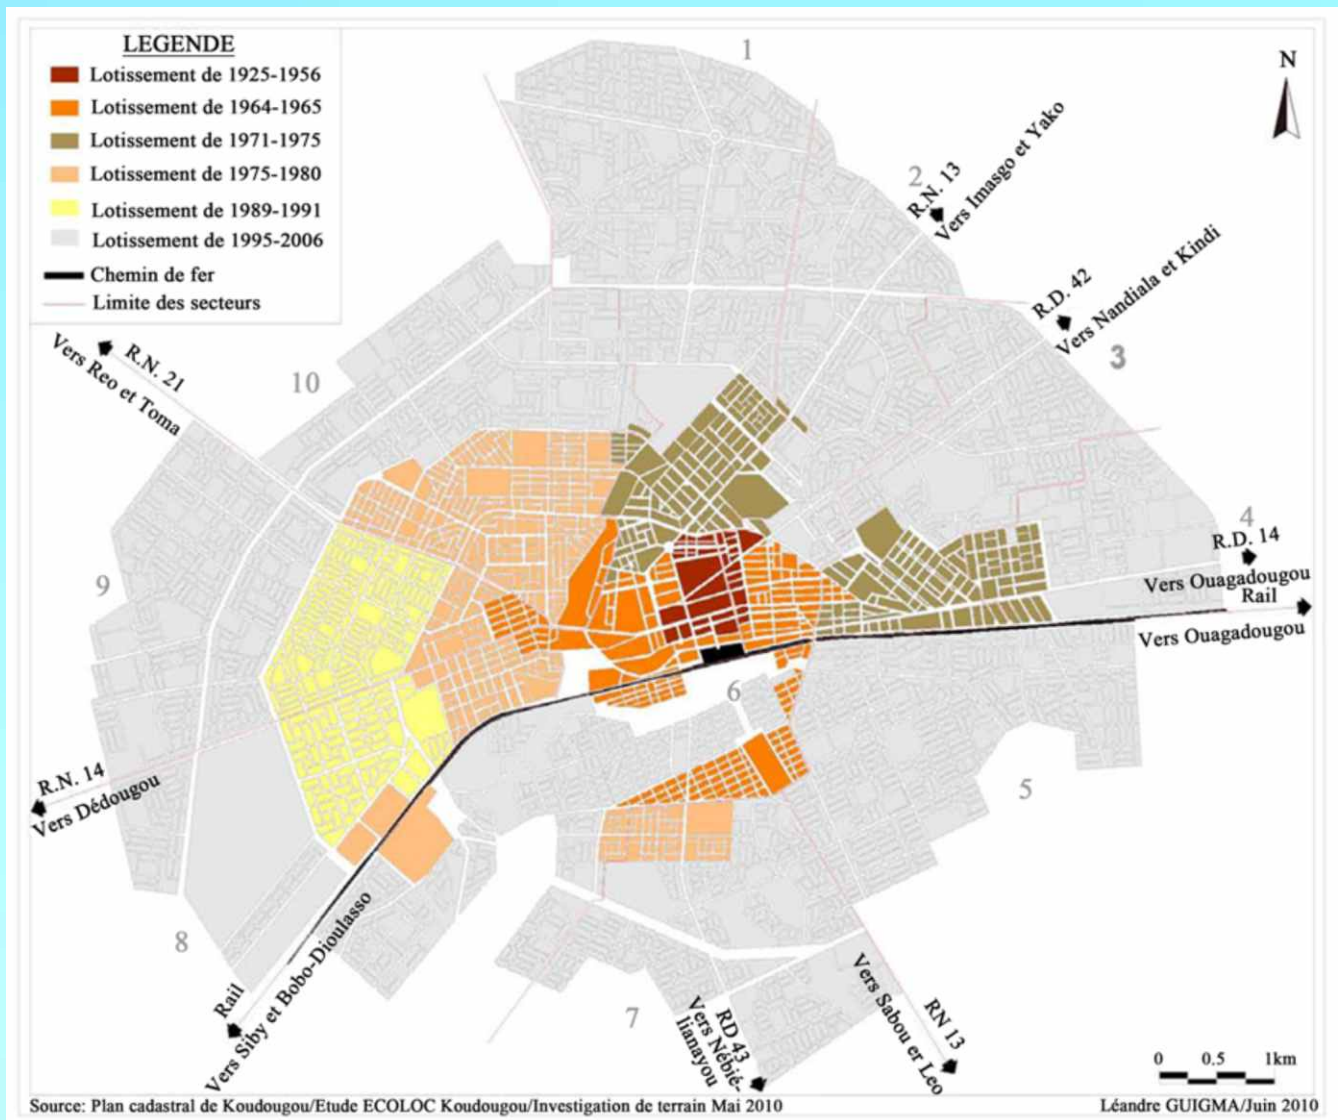 LEGENDE
Lotissement de 1925-1956
Lotissement de 1964-1965
Lotissement de 1971-1975
Lotissement de 1975-1980
Lotissement de 1989-1991
Lotissement de 1995-2006
Chemin de fer
Limite des secteurs
1
N
2
R.N. 13
Vers Imasgo et Yako
R.D. 42
Vers Nandiala et Kindi
3
R.N. 21
Vers Reo et Toma
10
4
R.D. 14
Vers Ouagadougou
Rail
Vers Ouagadougou
9
6
R.N. 14
Vers Dédougou
5
8
Rail
Vers Siby et Bobo-Dioulasso
7
RD 43
Vers Nébié-
lianayou
Vers Sabou er Leo
RN 13
0 0.5 1km
Source: Plan cadastral de Koudougou/Etude ECOLOC Koudougou/Investigation de terrain Mai 2010
Léandre GUIGMA/Juin 2010